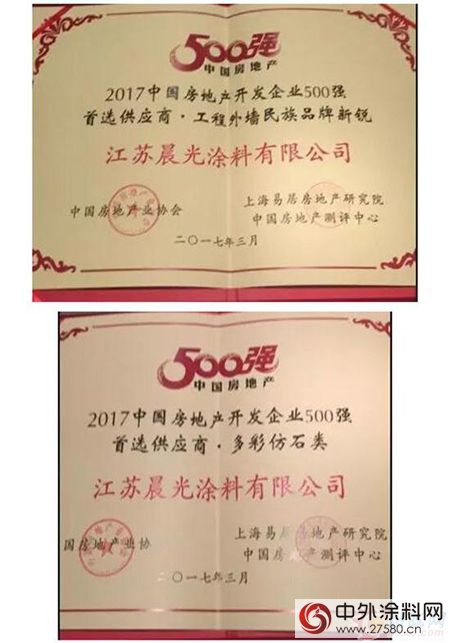 500强
中国房地产
2017中国房地产开发企业500强
首选供应商·工程外墙民族品牌新锐
江苏晨光涂料有限公司
中国房地产业协会
上海易居房地产研究院
中国房地产测评中心
二〇一七年三月
500强
中国房地产
2017中国房地产开发企业500强
首选供应商·多彩仿石类
江苏晨光涂料有限公司
国房地产业协
上海易居房地产研究院
中国房地产测评中心
二〇一七年三月
中外涂料网
www.27580.cn